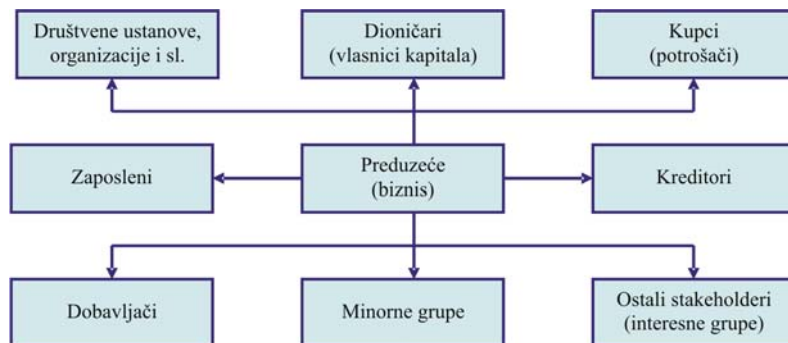 Društvene ustanove,
organizacije i sl.
Dioničari
(vlasnici kapitala)
Kupci
(potrošači)
Zaposleni
Preduzeće
(biznis)
Kreditori
Dobavljači
Minorne grupe
Ostali stakeholderi
(interesne grupe)